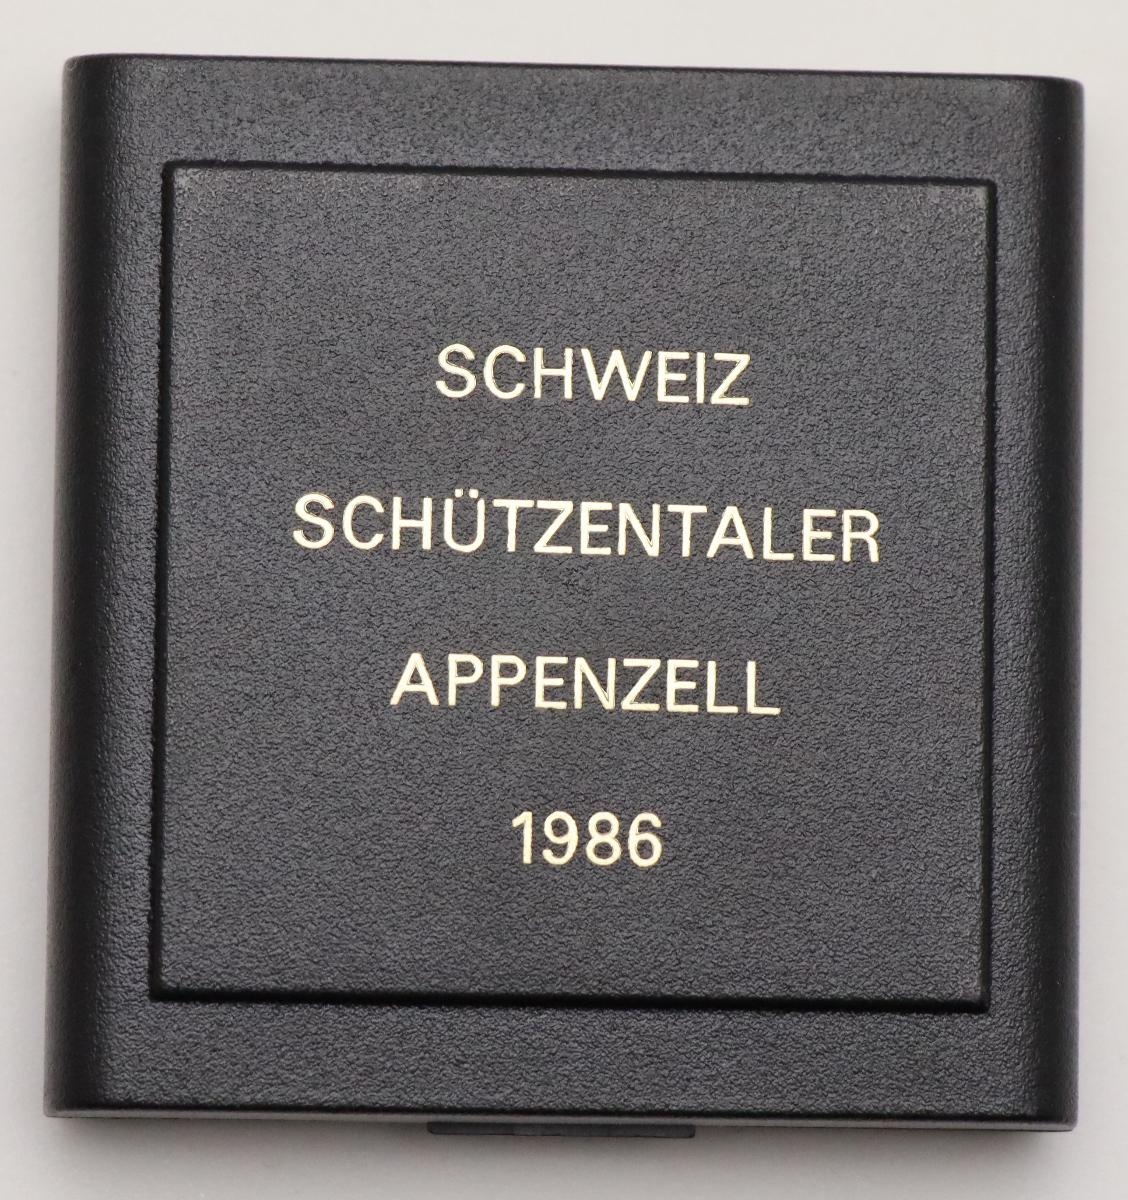 SCHWEIZ
SCHÜTZENTALER
APPENZELL
1986